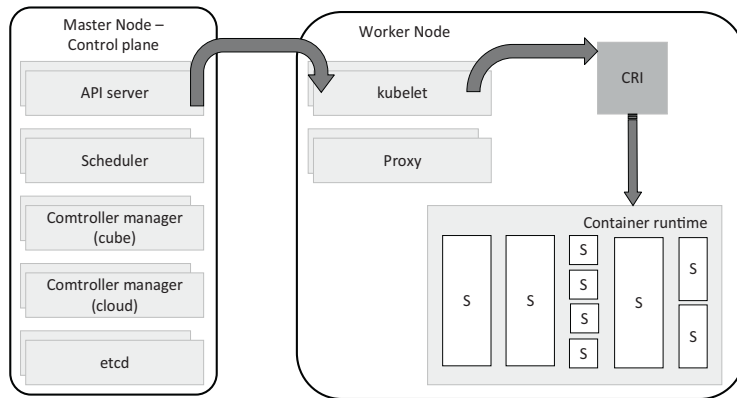 Master Node –
Control plane
API server
Scheduler
Comtroller manager
(cube)
Comtroller manager
(cloud)
etcd
Worker Node
kubelet
Proxy
CRI
Container runtime
S
S
S
S
S
S
S
S
S